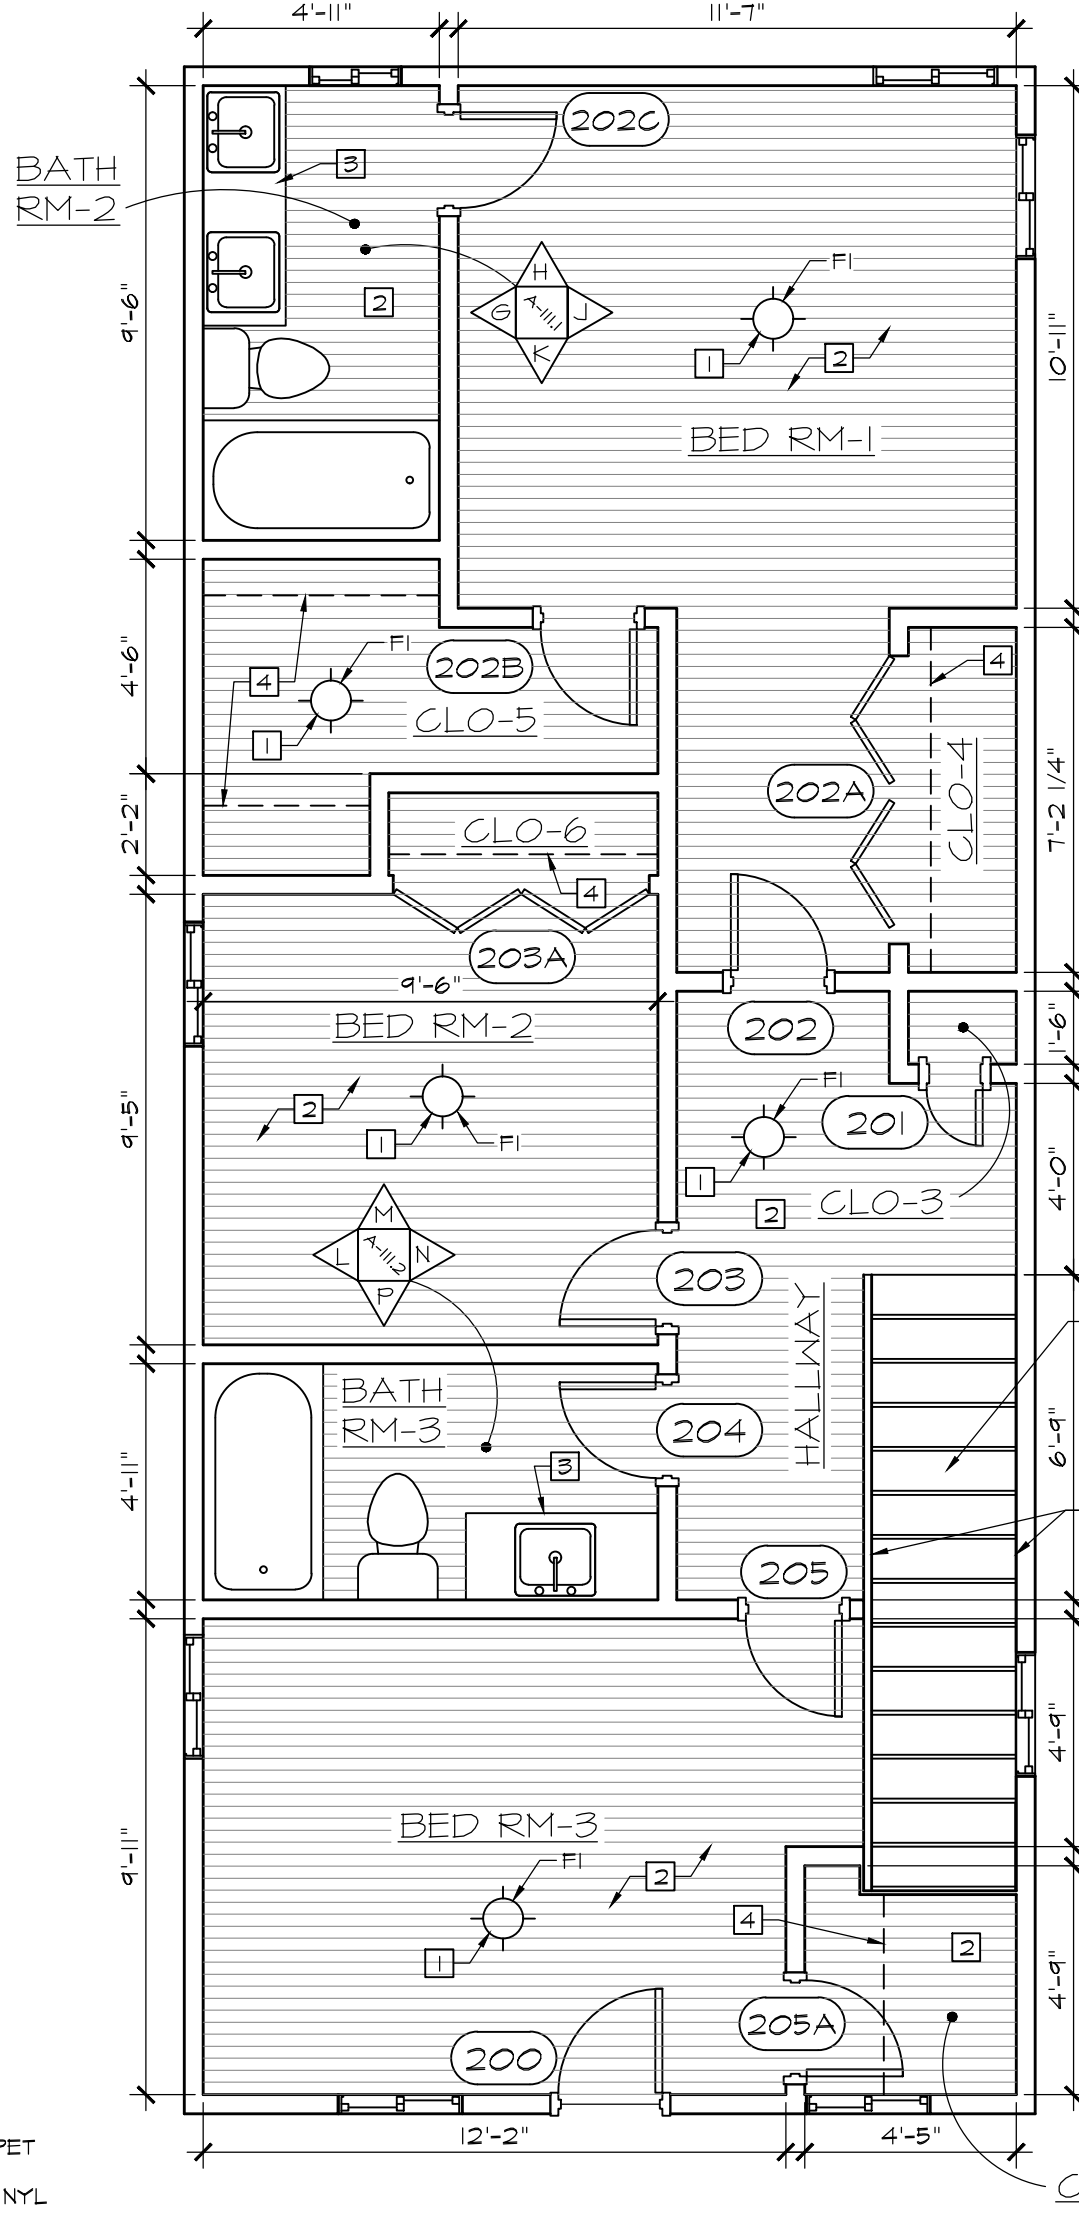 4'-11"
11'-7"
202C
BATH
RM-2
3
2
9'-6"
H
G
A-111.1
J
K
F1
1
2
10'-11"
BED RM-1
4'-6"
F1
202B
4
CLO-5
1
4
CLO-4
202A
7'-2 1/4"
2'-2"
CLO-6
4
203A
9'-6"
BED RM-2
202
1'-6"
F1
201
2
1
F1
9'-5"
1
CLO-3
2
4'-0"
M
L
A-111.2
N
P
203
HALLWAY
BATH
RM-3
204
3
4'-11"
6'-9"
205
4'-9"
BED RM-3
F1
2
1
9'-11"
4
2
205A
4'-9"
200
12'-2"
4'-5"
PET
NYL
C